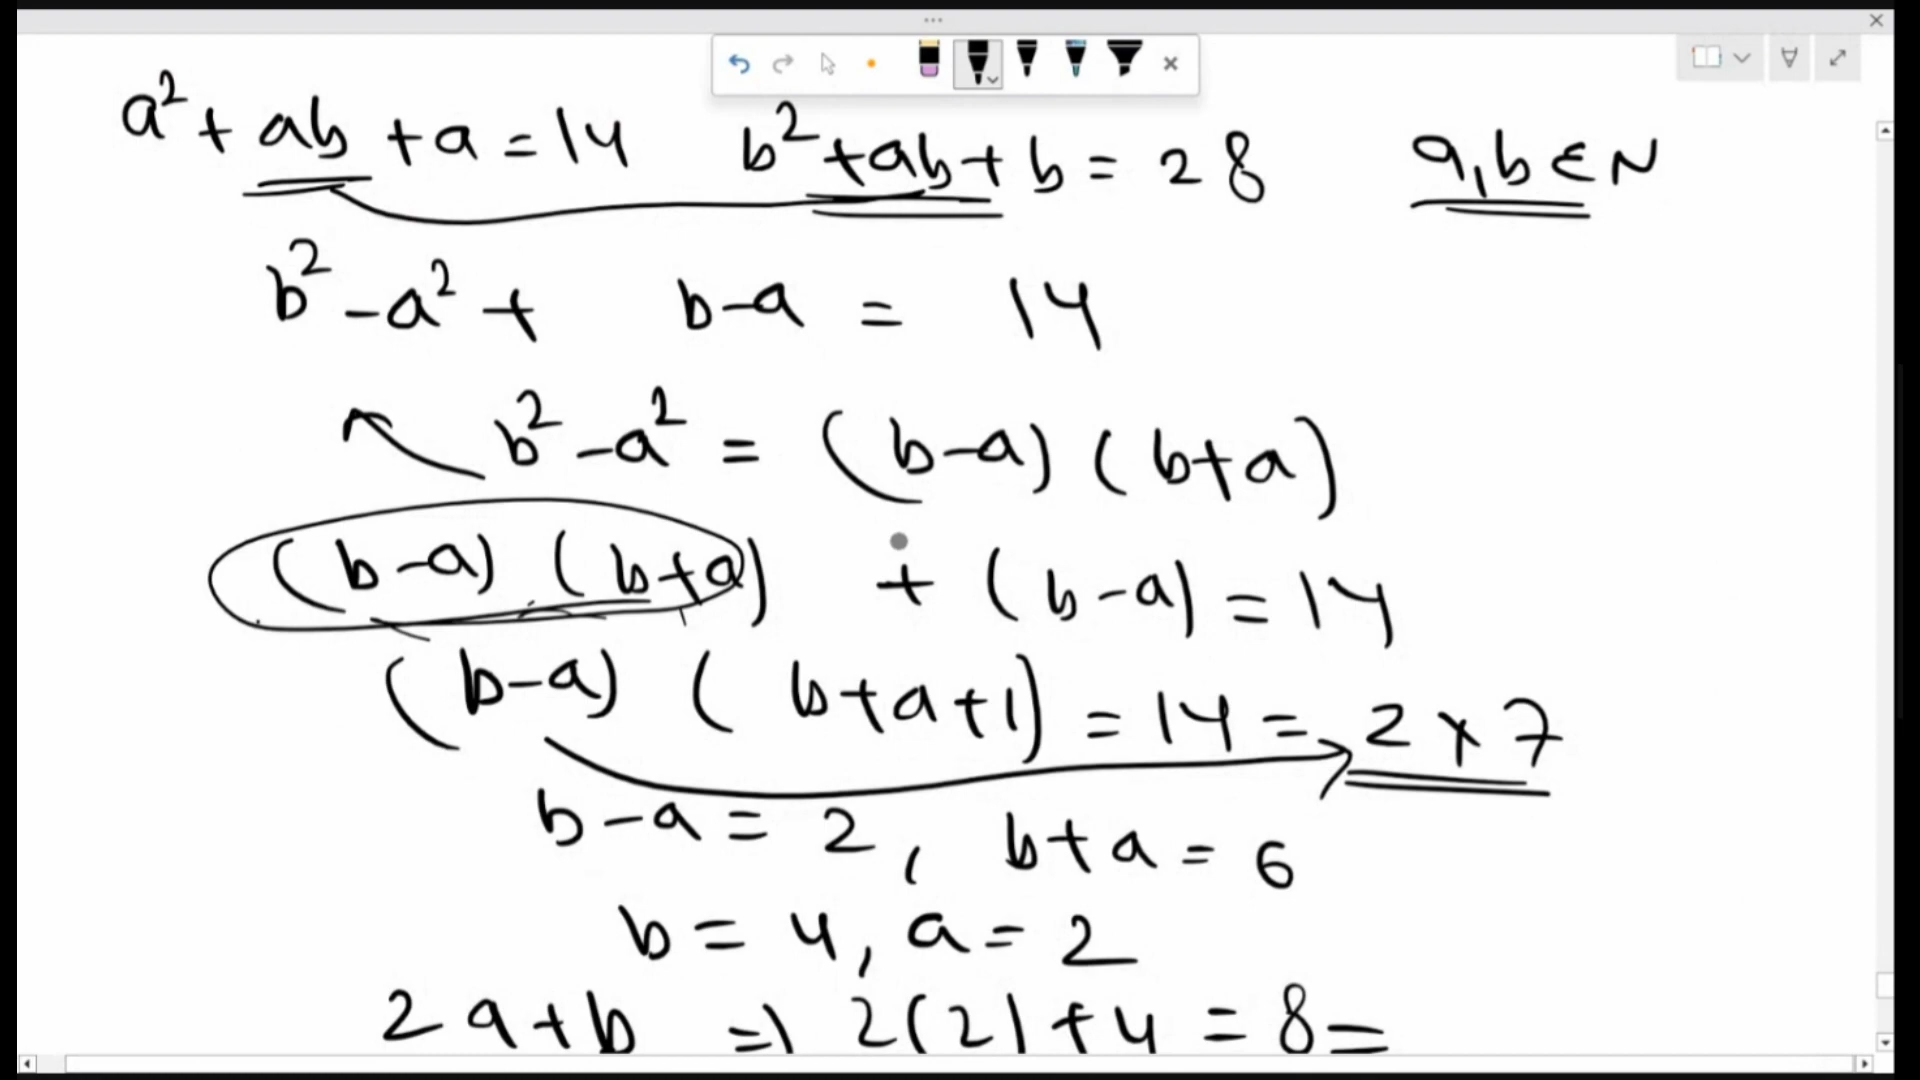 a² + ab + a = 14 b² + ab + b = 28 a, b ∈ N
b² - a² + b - a = 14
b² - a² = (b-a) (b+a)
(b-a) (b+a) + (b-a) = 14
(b-a) (b+a+1) = 14 = 2 × 7
b - a = 2, b + a = 6
b = 4, a = 2
2a + b => 2(2) + 4 = 8 =